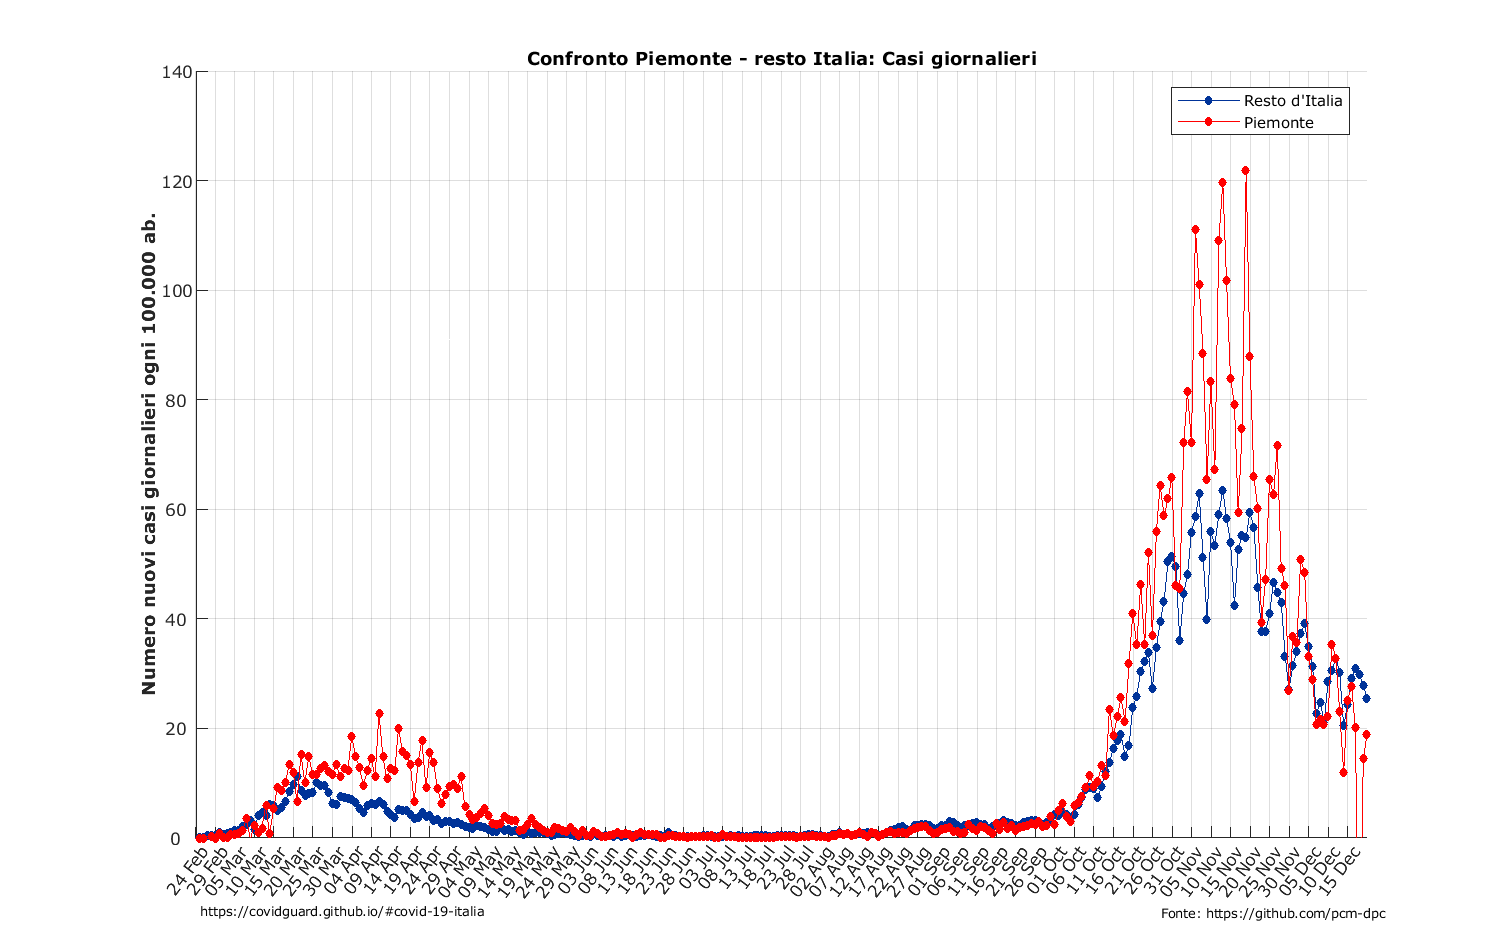 Confronto Piemonte - resto Italia: Casi giornalieri
Resto d'Italia
Piemonte
Numero nuovi casi giornalieri ogni 100.000 ab.
140
120
100
80
60
40
20
0
24 Feb
29 Feb
05 Mar
10 Mar
15 Mar
20 Mar
25 Mar
30 Mar
04 Apr
09 Apr
14 Apr
19 Apr
24 Apr
29 Apr
04 May
09 May
14 May
19 May
24 May
29 May
03 Jun
08 Jun
13 Jun
18 Jun
23 Jun
28 Jun
03 Jul
08 Jul
13 Jul
18 Jul
23 Jul
28 Jul
02 Aug
07 Aug
12 Aug
17 Aug
22 Aug
27 Aug
01 Sep
06 Sep
11 Sep
16 Sep
21 Sep
26 Sep
01 Oct
06 Oct
11 Oct
16 Oct
21 Oct
26 Oct
31 Oct
05 Nov
10 Nov
15 Nov
20 Nov
25 Nov
30 Nov
05 Dec
10 Dec
15 Dec
https://covidguard.github.io/#covid-19-italia
Fonte: https://github.com/pcm-dpc